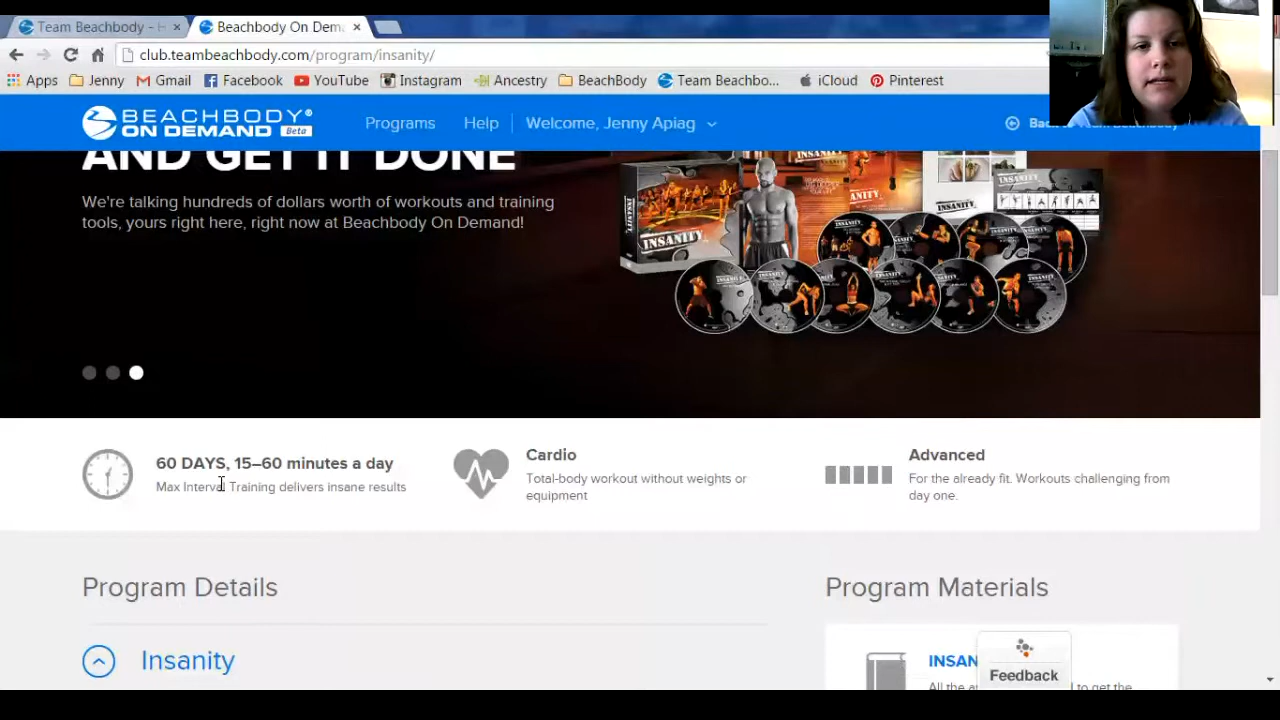 Team Beachbody - H
Beachbody On Dem
club.teambeachbody.com/program/insanity/
Apps
Jenny
Gmail
Facebook
YouTube
Instagram
Ancestry
BeachBody
Team Beachbo...
iCloud
Pinterest
BEACHBODY®
ON DEMAND Beta
Programs
Help
Welcome, Jenny Apiag
AND GET IT DONE
We're talking hundreds of dollars worth of workouts and training
tools, yours right here, right now at Beachbody On Demand!
INSANITY
INSANITY
INSANITY
60 DAYS, 15–60 minutes a day
Max Interval Training delivers insane results
Cardio
Total-body workout without weights or
equipment
Advanced
For the already fit. Workouts challenging from
day one.
Program Details
Program Materials
Insanity
INSAN
Feedback